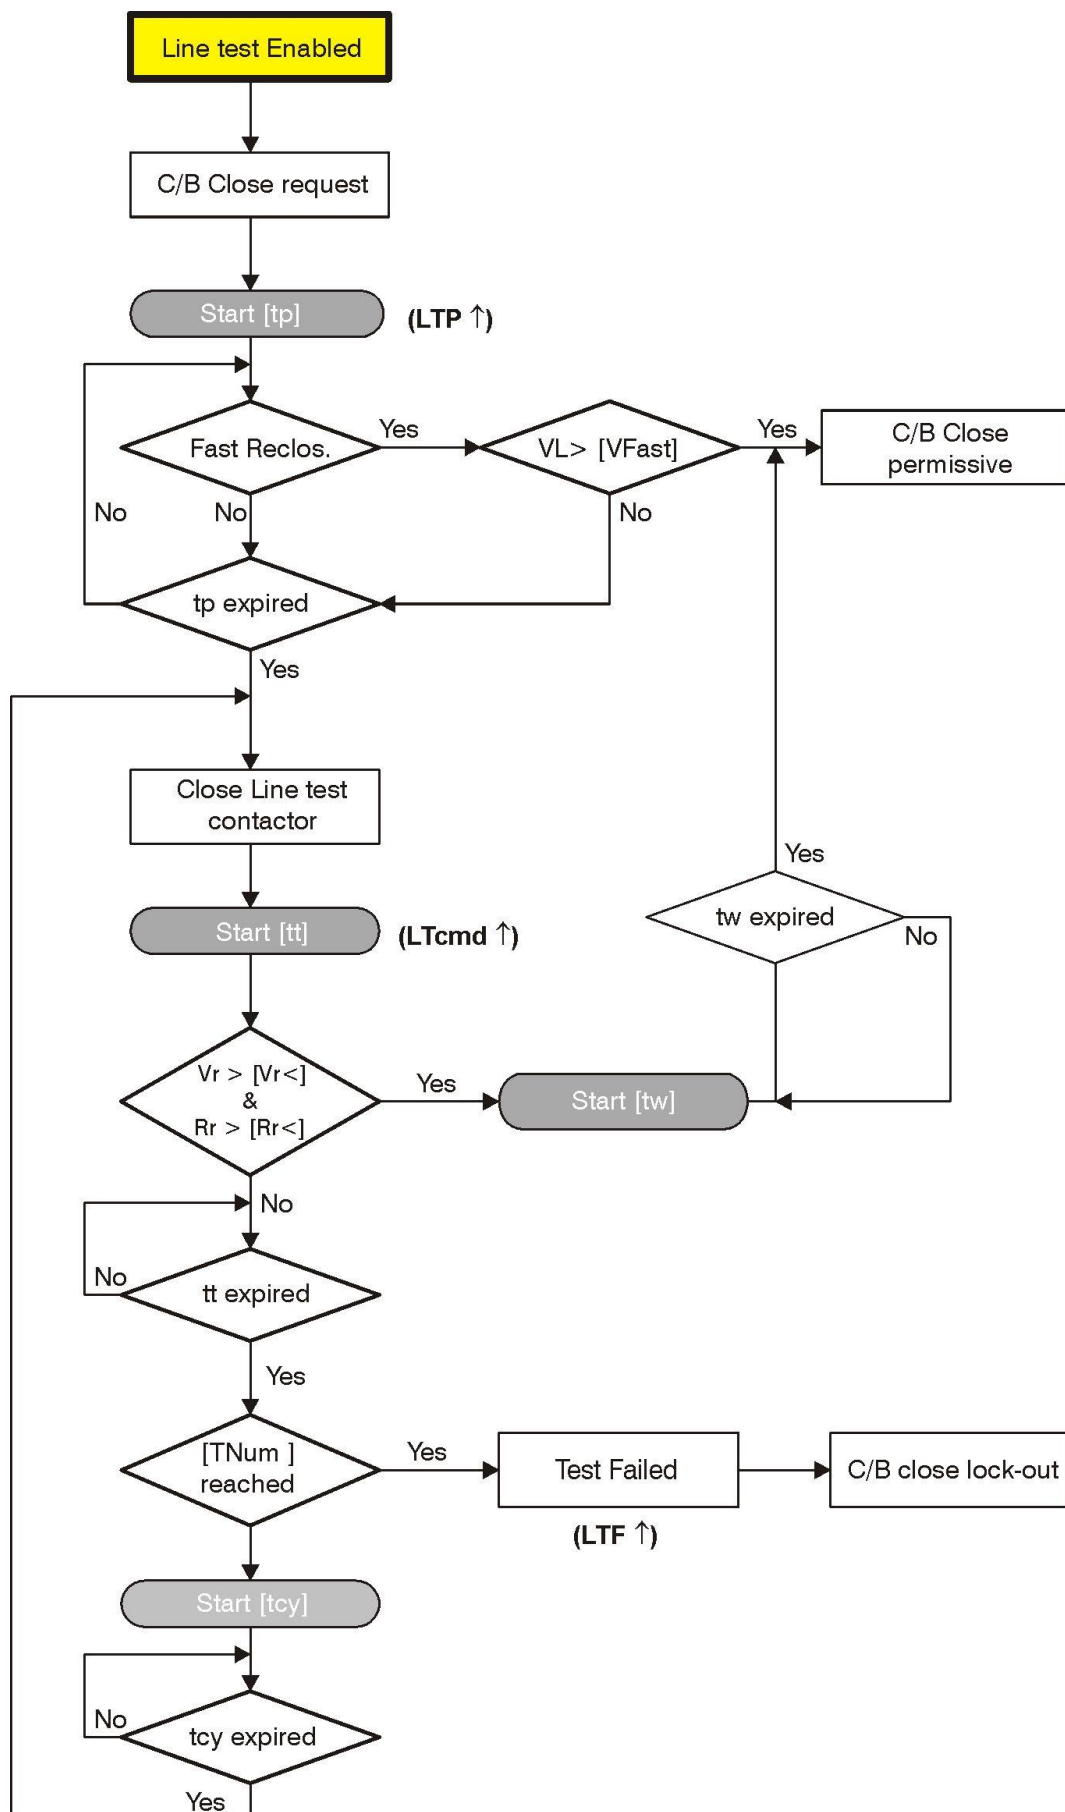 Line test Enabled
C/B Close request
Start [tp]
(LTP ↑)
Fast Reclos.
Yes
VL> [VFast]
Yes
C/B Close
permissive
No
No
No
tp expired
Yes
Close Line test
contactor
Yes
tw expired
No
Start [tt]
(LTcmd ↑)
Vr > [Vr<]
&
Rr > [Rr<]
Yes
Start [tw]
No
No
tt expired
Yes
[TNum ]
reached
Yes
Test Failed
C/B close lock-out
(LTF ↑)
Start [tcy]
No
tcy expired
Yes